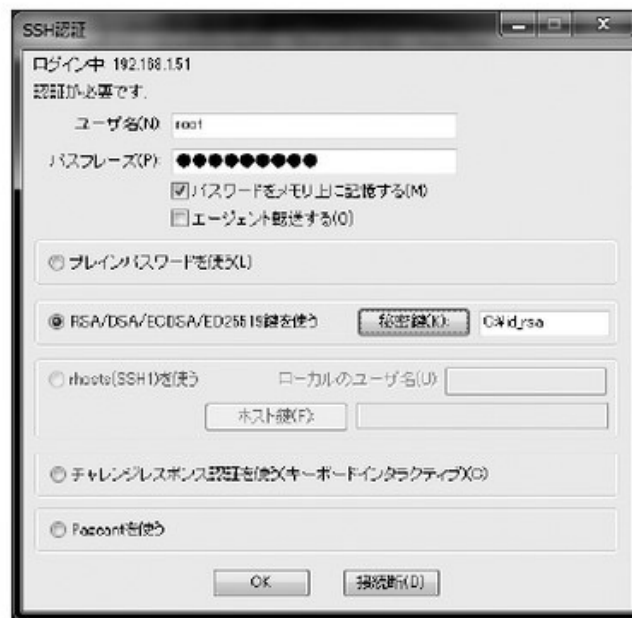 SSH認証
ログイン中 192.168.1.51
認証が必要です.
ユーザ名(N): root
パスフレーズ(P): ●●●●●●●●●
パスワードをメモリ上に記憶する(M)
エージェント転送する(O)
プレインパスワードを使う(L)
RSA/DSA/ECDSA/ED25519鍵を使う 秘密鍵(K): C:¥id_rsa
rhosts(SSH1)を使う ローカルのユーザ名(U):
ホスト鍵(F):
チャレンジレスポンス認証を使う(キーボードインタラクティブ)(C)
Pageantを使う
OK 接続断(D)